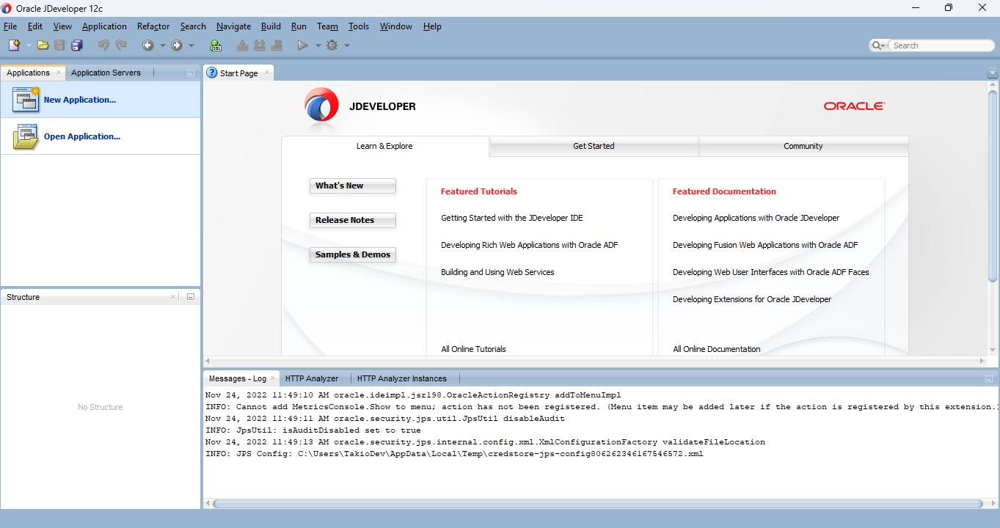 Oracle JDeveloper 12c
File Edit View Application Refactor Search Navigate Build Run Team Tools Window Help
SQL
Search
Applications Application Servers
New Application...
Open Application...
Start Page
JDEVELOPER
ORACLE
Learn & Explore Get Started Community
What's New
Release Notes
Samples & Demos
Featured Tutorials
Getting Started with the JDeveloper IDE
Developing Rich Web Applications with Oracle ADF
Building and Using Web Services
All Online Tutorials
Featured Documentation
Developing Applications with Oracle JDeveloper
Developing Fusion Web Applications with Oracle ADF
Developing Web User Interfaces with Oracle ADF Faces
Developing Extensions for Oracle JDeveloper
All Online Documentation
Structure
No Structure
Messages - Log HTTP Analyzer HTTP Analyzer Instances
Nov 24, 2022 11:49:10 AM oracle.ideimpl.jsr198.OracleActionRegistry addToMenuImpl
INFO: Cannot add MetricsConsole.Show to menu; action has not been registered. (Menu item may be added later if the action is registered by this extension.)
Nov 24, 2022 11:49:11 AM oracle.security.jps.util.JpsUtil disableAudit
INFO: JpsUtil: isAuditDisabled set to true
Nov 24, 2022 11:49:13 AM oracle.security.jps.internal.config.xml.XmlConfigurationFactory validateFileLocation
INFO: JPS Config: C:\Users\TakioDev\AppData\Local\Temp\credstore-jps-config806262346167546572.xml